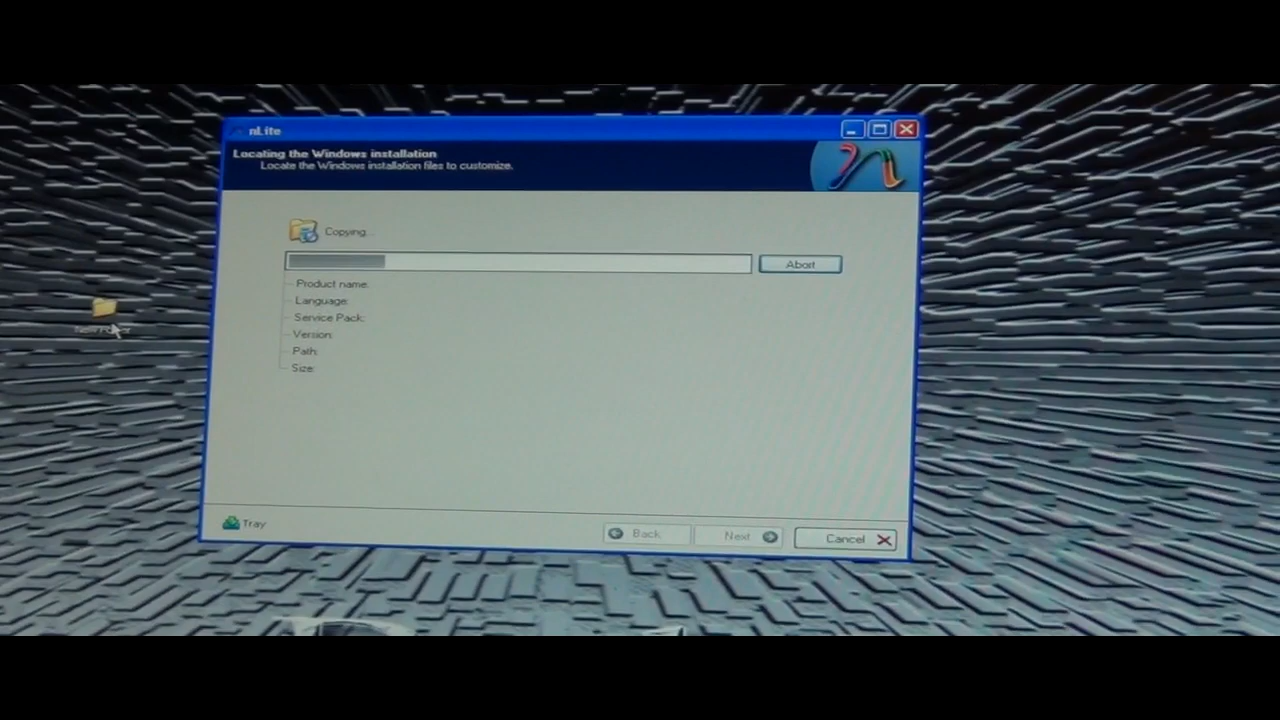 nLite
Locating the Windows installation
Locate the Windows installation files to customize.
Copying...
Abort
Product name:
Language:
Service Pack:
Version:
Path:
Size:
Tray
Back
Next
Cancel